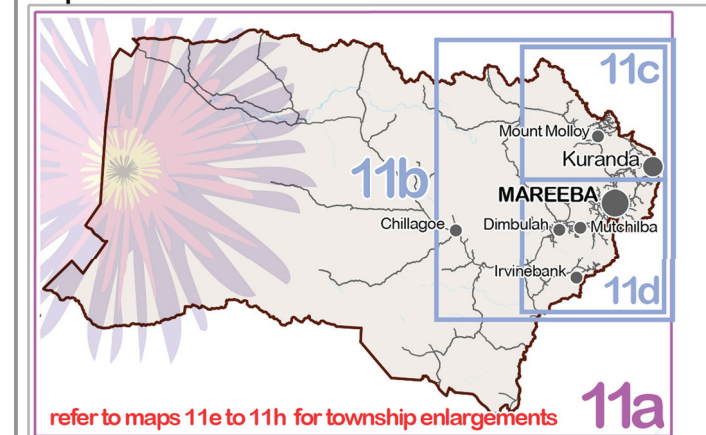 11c
Mount Molloy
Kuranda
11b
MAREEBA
Chillagoe
Dimbulah
Mutchilba
Irvinebank
11d
refer to maps 11e to 11h for township enlargements
11a